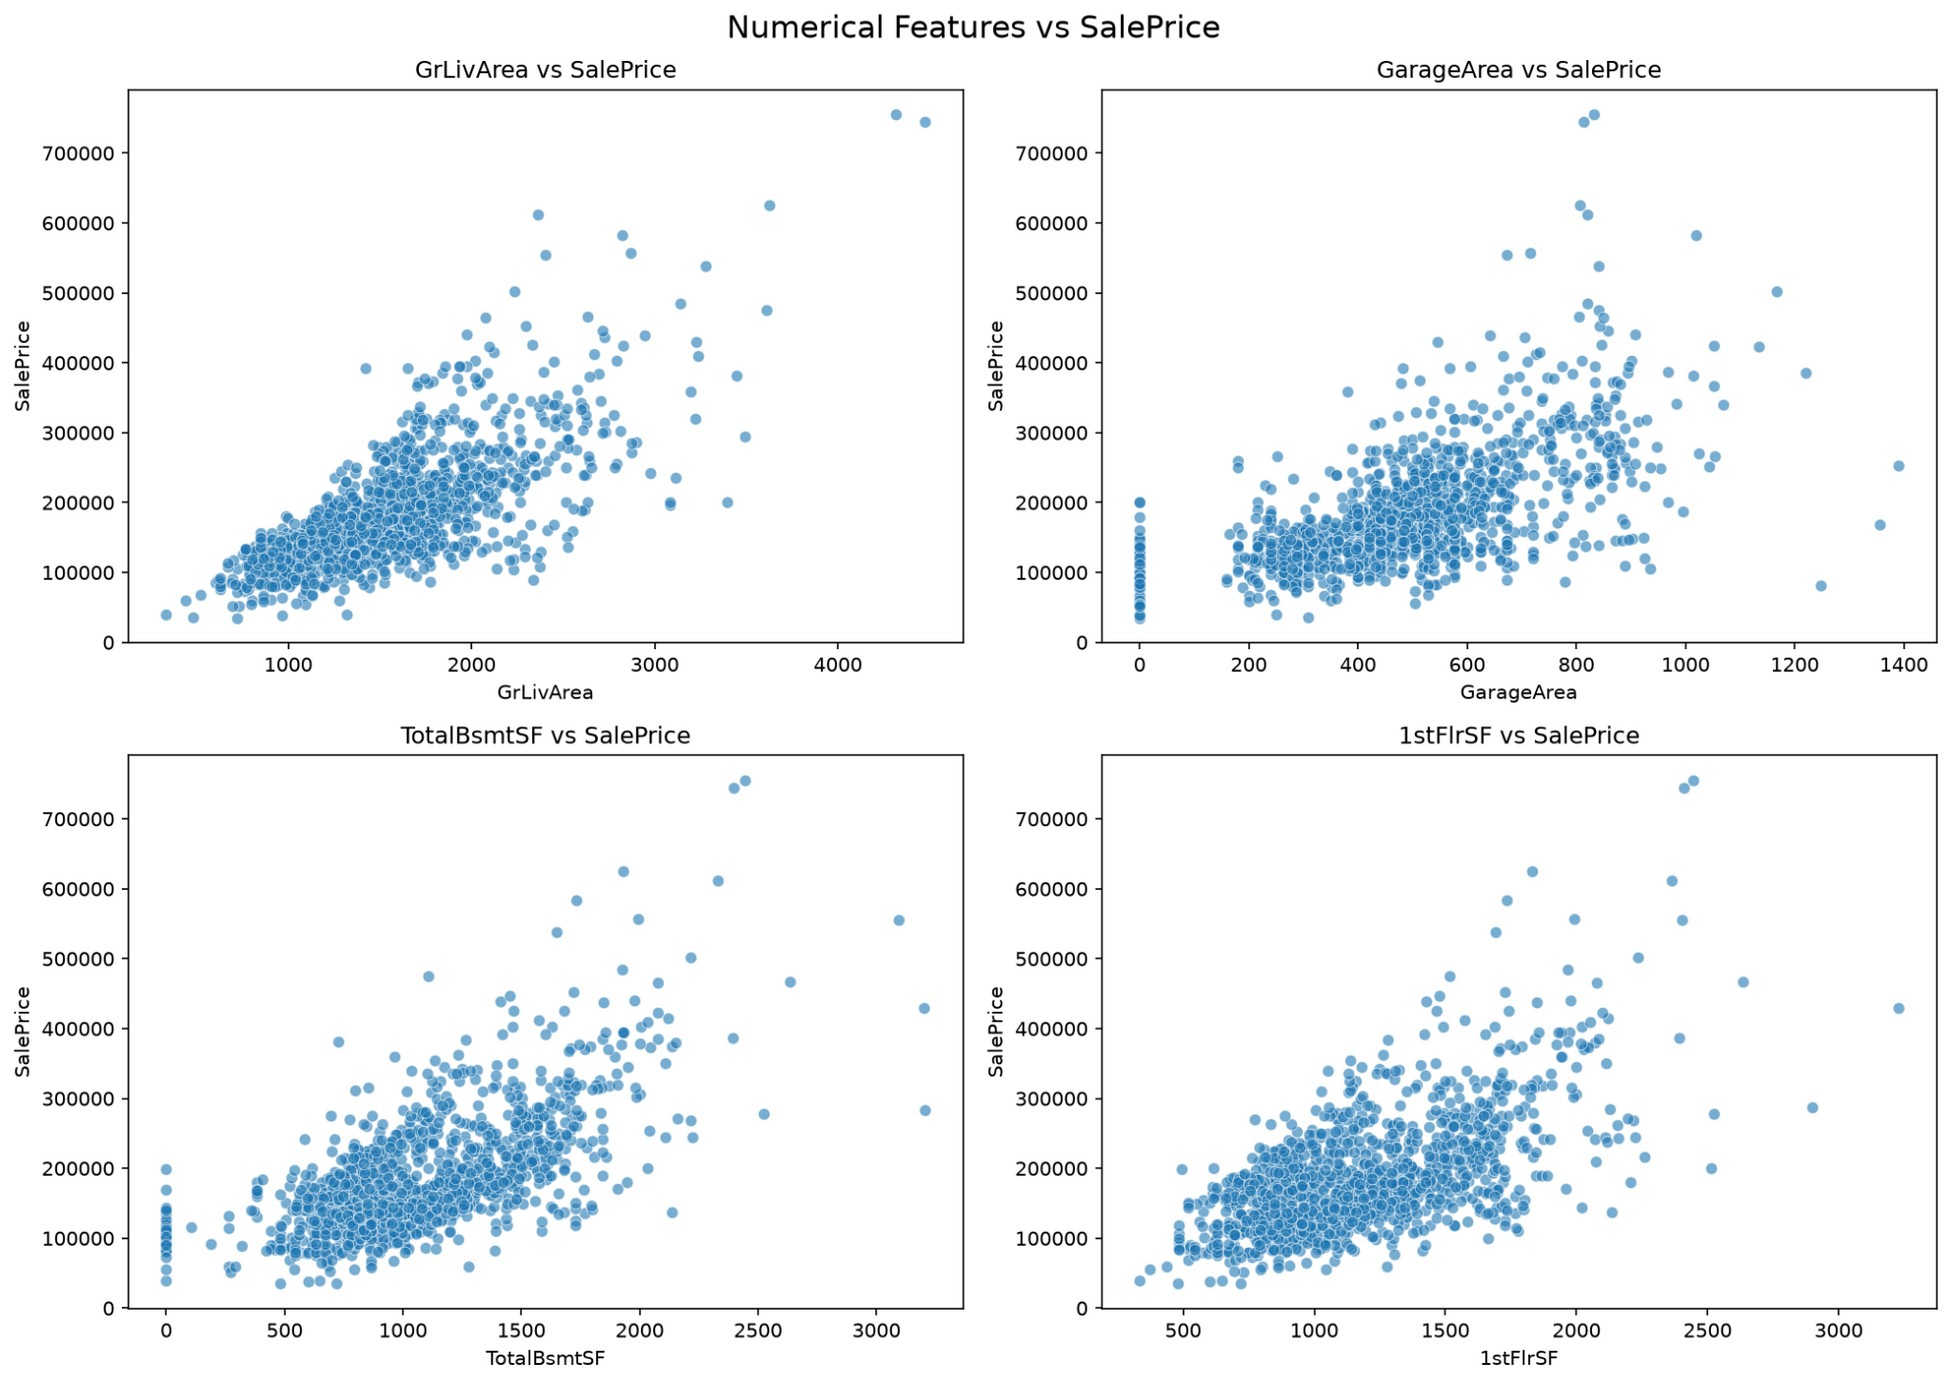 Numerical Features vs SalePrice
GrLivArea vs SalePrice
700000
600000
500000
400000
300000
200000
100000
0
SalePrice
1000 2000 3000 4000
GrLivArea
GarageArea vs SalePrice
700000
600000
500000
400000
300000
200000
100000
0
SalePrice
0 200 400 600 800 1000 1200 1400
GarageArea
TotalBsmtSF vs SalePrice
700000
600000
500000
400000
300000
200000
100000
0
SalePrice
0 500 1000 1500 2000 2500 3000
TotalBsmtSF
1stFlrSF vs SalePrice
700000
600000
500000
400000
300000
200000
100000
0
SalePrice
500 1000 1500 2000 2500 3000
1stFlrSF